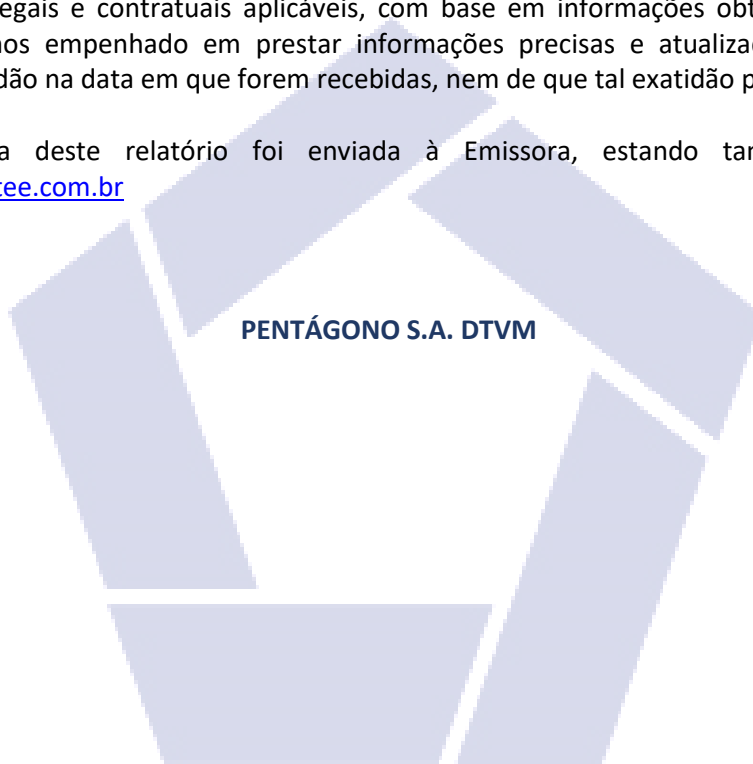 egais e contratuais aplicáveis, com base em informações obt
nos empenhado em prestar informações precisas e atualiza
dão na data em que forem recebidas, nem de que tal exatidão p
a deste relatório foi enviada à Emissora, estando ta
tee.com.br
PENTÁGONO S.A. DTVM